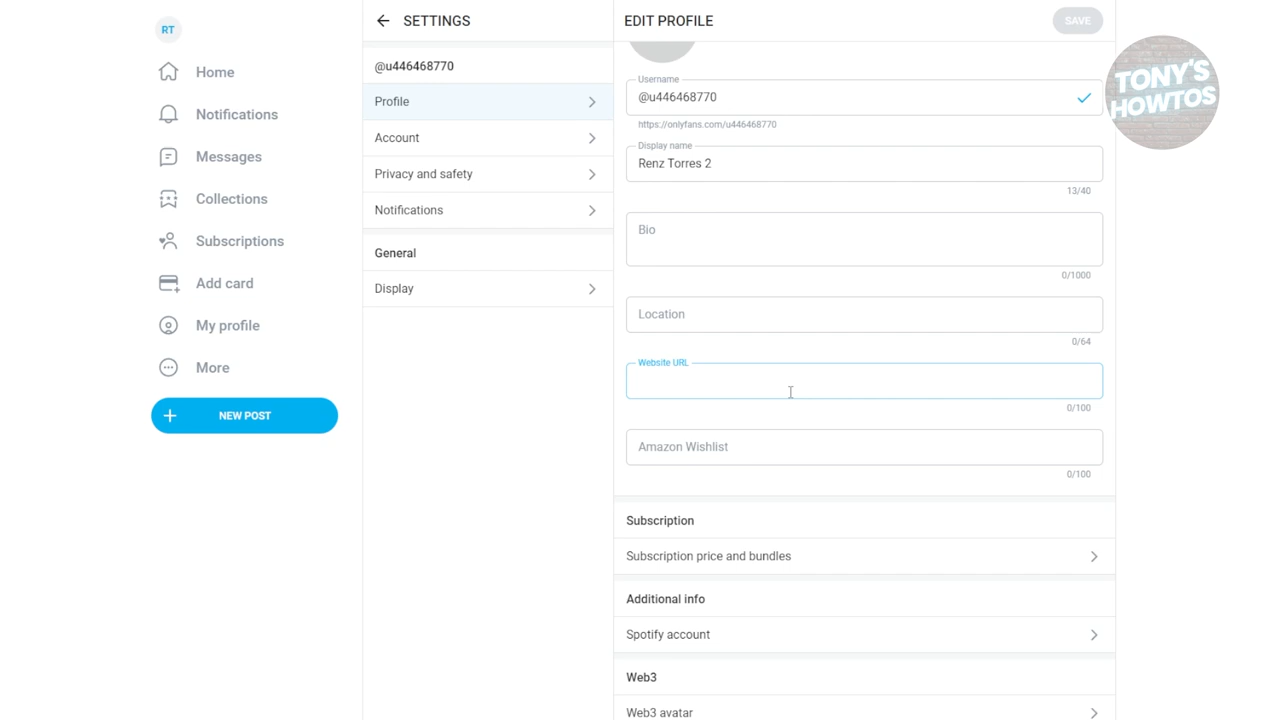 RT
Home
Notifications
Messages
Collections
Subscriptions
Add card
My profile
More
NEW POST
SETTINGS
@u446468770
Profile
Account
Privacy and safety
Notifications
General
Display
EDIT PROFILE
SAVE
Username
@u446468770
https://onlyfans.com/u446468770
Display name
Renz Torres 2
13/40
Bio
0/1000
Location
0/64
Website URL
0/100
Amazon Wishlist
0/100
Subscription
Subscription price and bundles
Additional info
Spotify account
Web3
Web3 avatar
TONY'S
HOWTOS